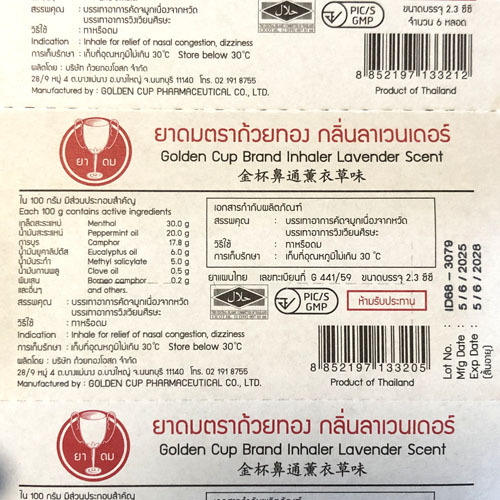 สรรพคุณ : บรรเทาอาการคัดจมูกเนื่องจากหวัด
บรรเทาอาการวิงเวียนศีรษะ
วิธีใช้ : ทาหรือดม
Indication : Inhale for relief of nasal congestion, dizziness
การเก็บรักษา : เก็บที่อุณหภูมิไม่เกิน 30°C Store below 30°C
ผลิตโดย : บริษัท ถ้วยทองโอสถ จำกัด
28/9 หมู่ 4 ต.บางแม่นาง อ.บางใหญ่ จ.นนทบุรี 11140 โทร. 02 191 8755
Manufactured by : GOLDEN CUP PHARMACEUTICAL CO., LTD.
حلال
PIC/S
GMP
ขนาดบรรจุ 2.3 ซีซี
จำนวน 6 หลอด
8 852197 133212
Product of Thailand
ยา ดม
ยาดมตราถ้วยทอง กลิ่นลาเวนเดอร์
Golden Cup Brand Inhaler Lavender Scent
金杯鼻通薰衣草味
ใน 100 กรัม มีส่วนประกอบสำคัญ
Each 100 g contains active ingredients
เกล็ดสะระแหน่ Menthol 30.0 g
น้ำมันสะระแหน่ Peppermint oil 20.0 g
การบูร Camphor 17.8 g
น้ำมันยูคาลิปตัส Eucalyptus oil 6.0 g
น้ำมันระกำ Methyl salicylate 5.0 g
น้ำมันกานพลู Clove oil 0.5 g
พิมเสน Borneo camphor 0.2 g
และอื่นๆ and others.
สรรพคุณ : บรรเทาอาการคัดจมูกเนื่องจากหวัด
บรรเทาอาการวิงเวียนศีรษะ
วิธีใช้ : ทาหรือดม
Indication : Inhale for relief of nasal congestion, dizziness
การเก็บรักษา : เก็บที่อุณหภูมิไม่เกิน 30°C Store below 30°C
ผลิตโดย : บริษัท ถ้วยทองโอสถ จำกัด
28/9 หมู่ 4 ต.บางแม่นาง อ.บางใหญ่ จ.นนทบุรี 11140 โทร. 02 191 8755
Manufactured by : GOLDEN CUP PHARMACEUTICAL CO., LTD.
เอกสารกำกับผลิตภัณฑ์
สรรพคุณ : บรรเทาอาการคัดจมูกเนื่องจากหวัด
บรรเทาอาการวิงเวียนศีรษะ
วิธีใช้ : ทาหรือดม
การเก็บรักษา : เก็บที่อุณหภูมิไม่เกิน 30 °C
ยาแผนไทย เลขทะเบียนที่ G 441/59 ขนาดบรรจุ 2.3 ซีซี
حلال
PIC/S
GMP
ห้ามรับประทาน
8 852197 133205
Product of Thailand
Lot No. : ID68-3079
Mfg Date : 5/6/2025
Exp Date : 5/6/2028
(สิ้นอายุ)
ยา ดม
ยาดมตราถ้วยทอง กลิ่นลาเวนเดอร์
Golden Cup Brand Inhaler Lavender Scent
金杯鼻通薰衣草味
ใน 100 กรัม มีส่วนประกอบสำคัญ